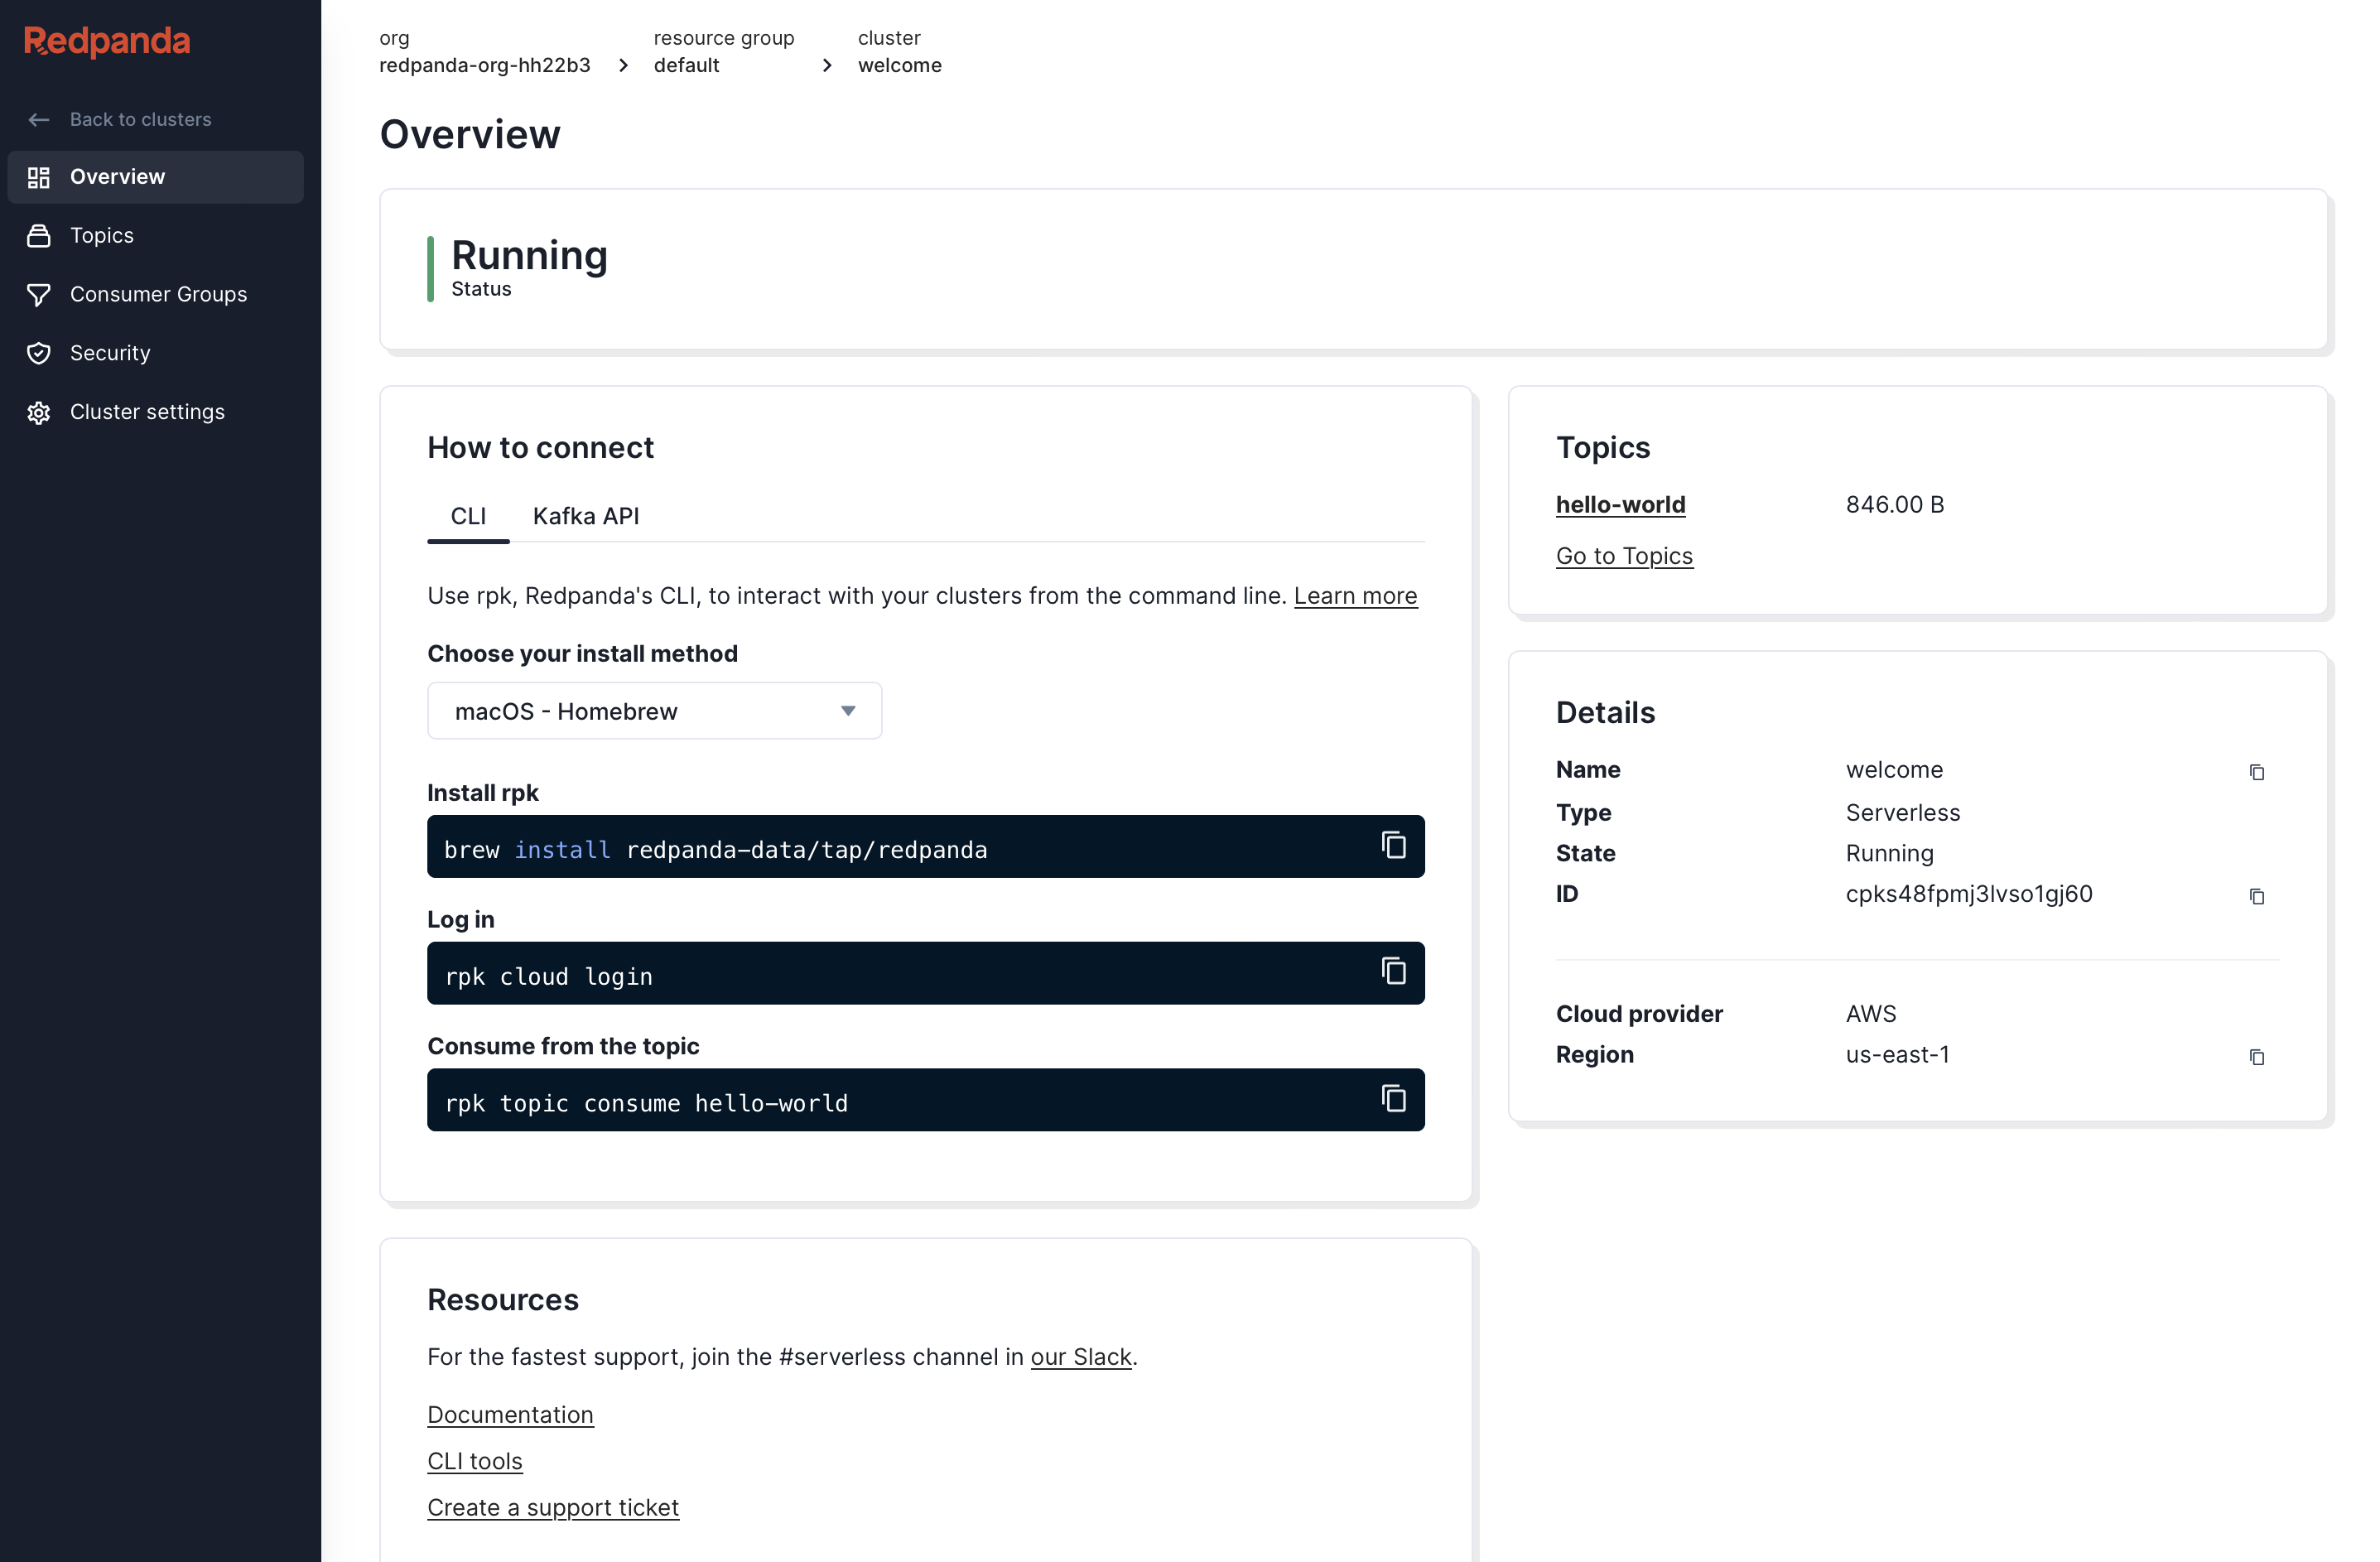 Redpanda
Back to clusters
Overview
Topics
Consumer Groups
Security
Cluster settings
org
redpanda-org-hh22b3
resource group
default
cluster
welcome
Overview
Running
Status
How to connect
CLI
Kafka API
Use rpk, Redpanda's CLI, to interact with your clusters from the command line. Learn more
Choose your install method
macOS - Homebrew
Install rpk
brew install redpanda-data/tap/redpanda
Log in
rpk cloud login
Consume from the topic
rpk topic consume hello-world
Resources
For the fastest support, join the #serverless channel in our Slack.
Documentation
CLI tools
Create a support ticket
Topics
hello-world 846.00 B
Go to Topics
Details
Name welcome
Type Serverless
State Running
ID cpks48fpmj3lvso1gj60
Cloud provider AWS
Region us-east-1